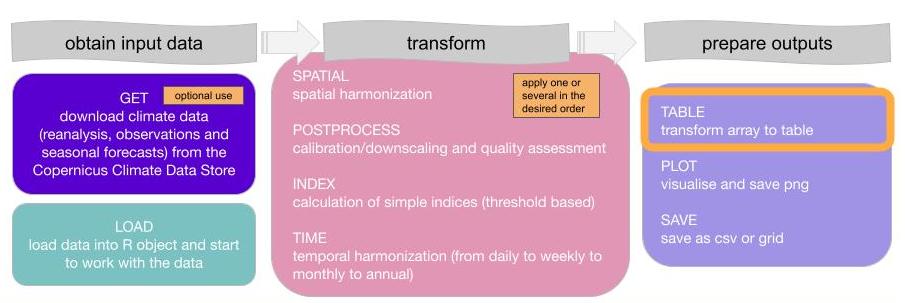 obtain input data
transform
prepare outputs
GET
optional use
download climate data
(reanalysis, observations and
seasonal forecasts) from the
Copernicus Climate Data Store
LOAD
load data into R object and start
to work with the data
SPATIAL
spatial harmonization
apply one or
several in the
desired order
POSTPROCESS
calibration/downscaling and quality assessment
INDEX
calculation of simple indices (threshold based)
TIME
temporal harmonization (from daily to weekly to
monthly to annual)
TABLE
transform array to table
PLOT
visualise and save png
SAVE
save as csv or grid